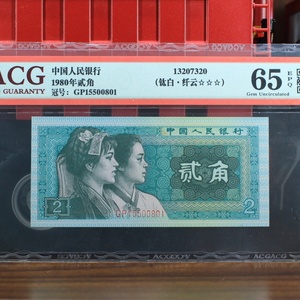 ACG
GUARANTY
中国人民银行
1980年贰角
冠号：GP15500801
13207320
（钛白·纤云☆☆☆）
65
EPQ
Gem Uncirculated
中国人民银行
贰角
GP15500801
2
2
ACG